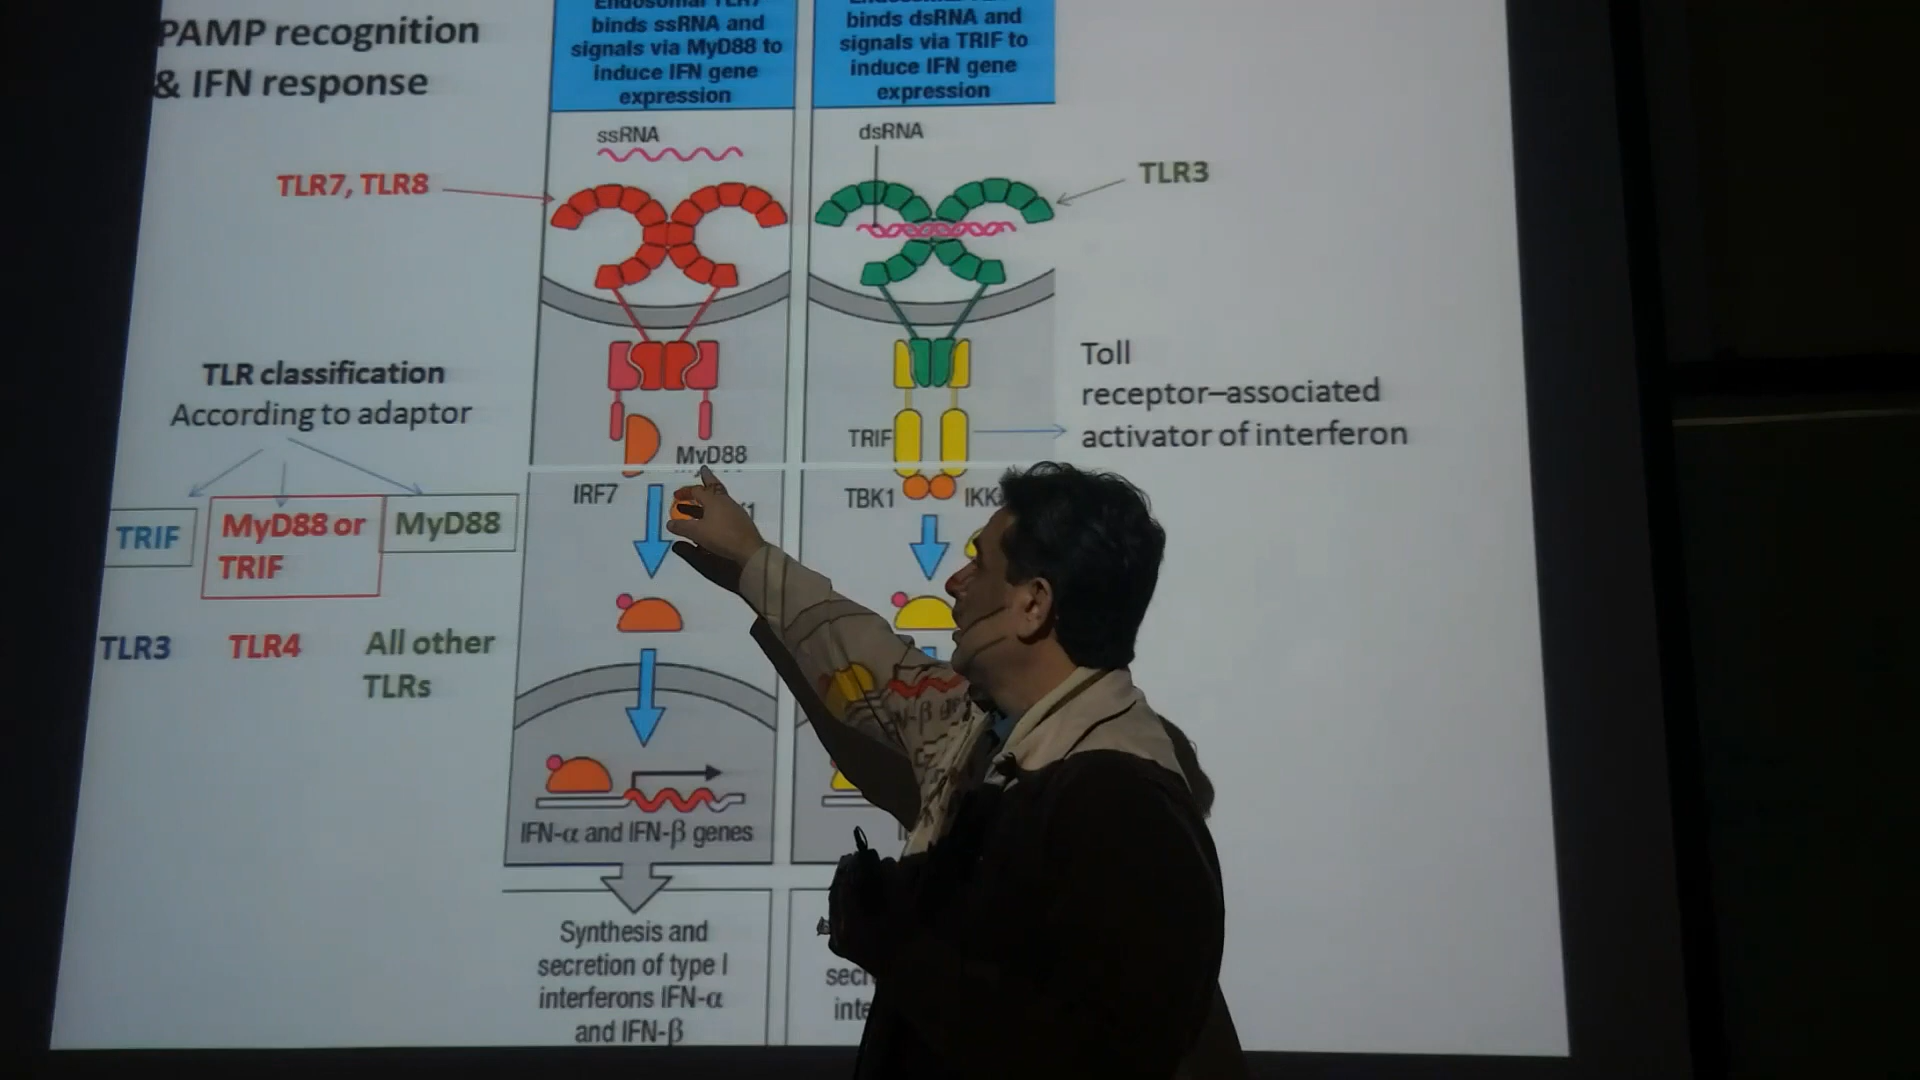 PAMP recognition
& IFN response
Endosomal TLR7
binds ssRNA and
signals via MyD88 to
induce IFN gene
expression
binds dsRNA and
signals via TRIF to
induce IFN gene
expression
ssRNA
dsRNA
TLR7, TLR8
TLR3
Toll
receptor–associated
activator of interferon
TLR classification
According to adaptor
TRIF
MyD88 or
TRIF
MyD88
TLR3
TLR4
All other
TLRs
MyD88
IRF7
TRIF
TBK1
IFN-α and IFN-β genes
Synthesis and
secretion of type I
interferons IFN-α
and IFN-β